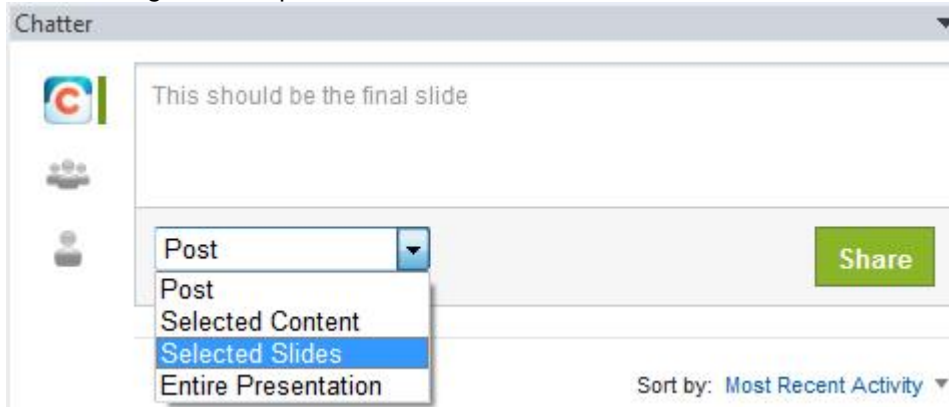 Chatter
C
This should be the final slide
Post
Share
Post
Selected Content
Selected Slides
Entire Presentation
Sort by: Most Recent Activity